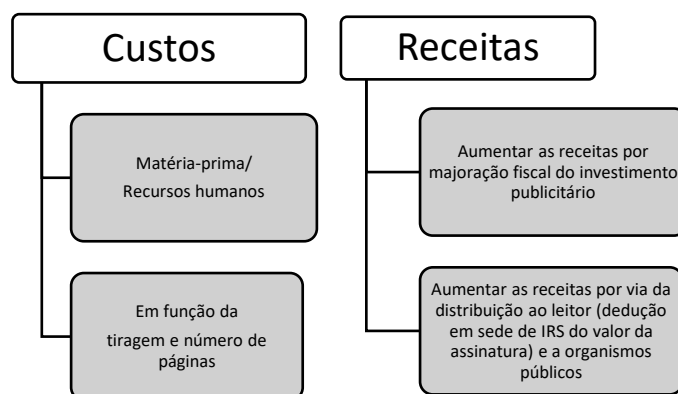 Custos
Matéria-prima/
Recursos humanos
Em função da
tiragem e número de
páginas
Receitas
Aumentar as receitas por
majoração fiscal do investimento
publicitário
Aumentar as receitas por via da
distribuição ao leitor (dedução
em sede de IRS do valor da
assinatura) e a organismos
públicos